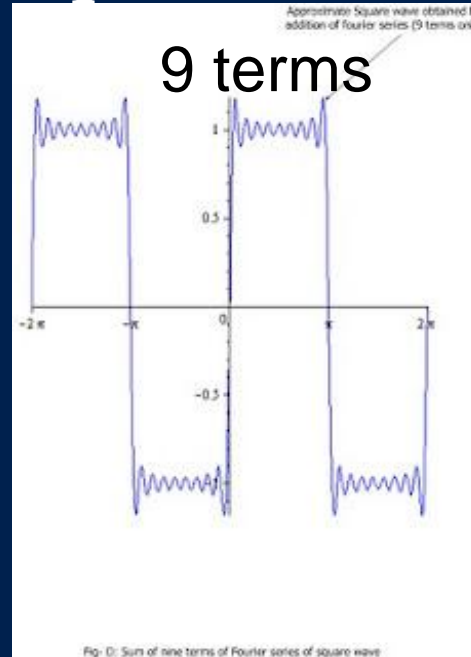 Approximate Square wave obtained
addition of fourier series (9 terms
9 terms
1
0.5
-2π
-π
0
π
2π
-0.5
Fig- D: Sum of nine terms of Fourier series of square wave